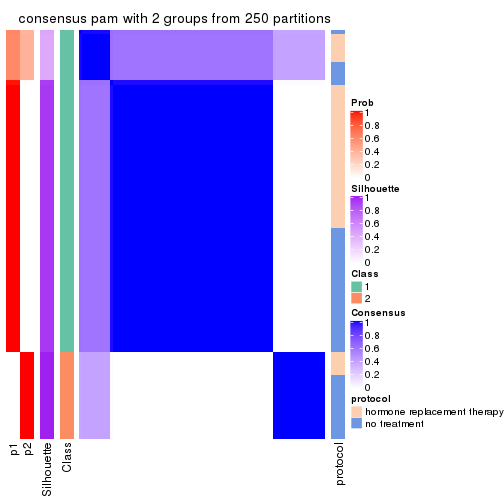 consensus pam with 2 groups from 250 partitions
Prob
1
0.8
0.6
0.4
0.2
0
Silhouette
1
0.8
0.6
0.4
0.2
0
Class
1
2
Consensus
1
0.8
0.6
0.4
0.2
0
protocol
hormone replacement therapy
no treatment
p1
p2
Silhouette
Class
protocol